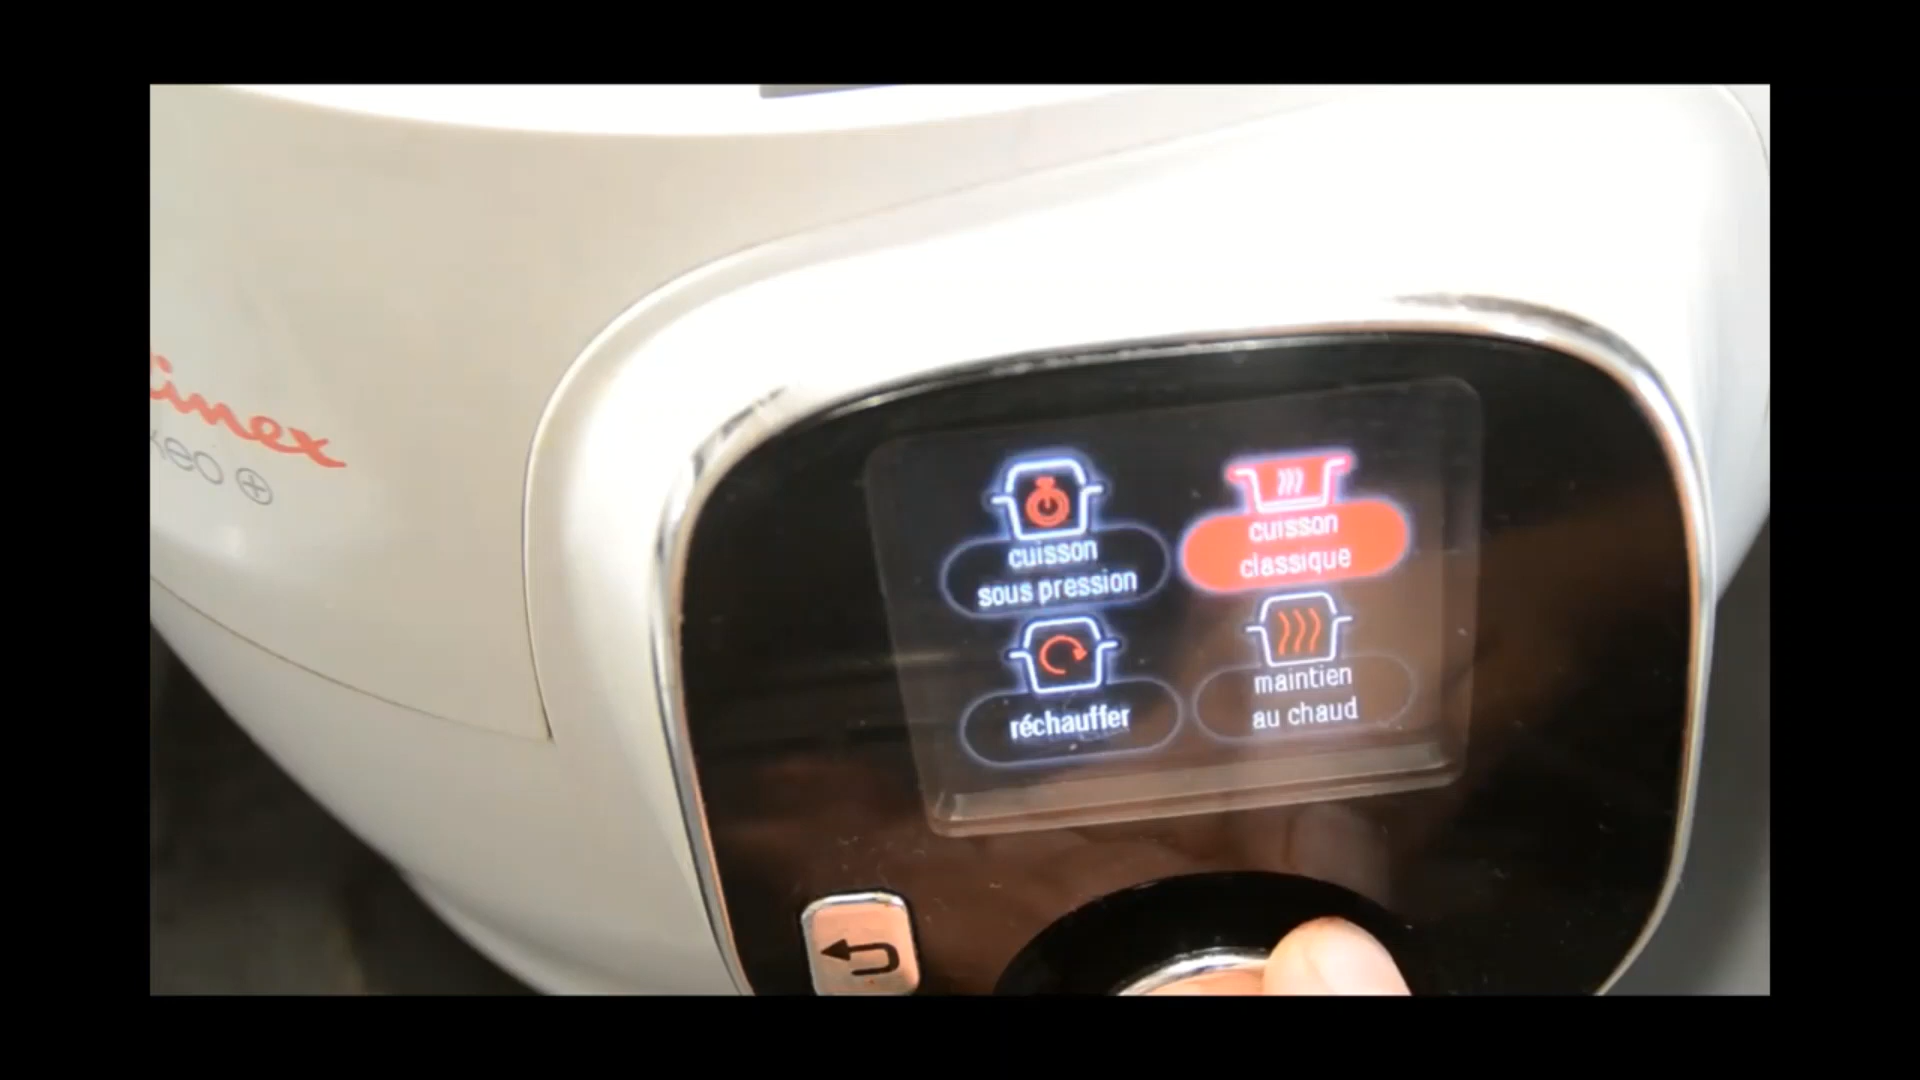 cuisson
sous pression
cuisson
classique
réchauffer
maintien
au chaud